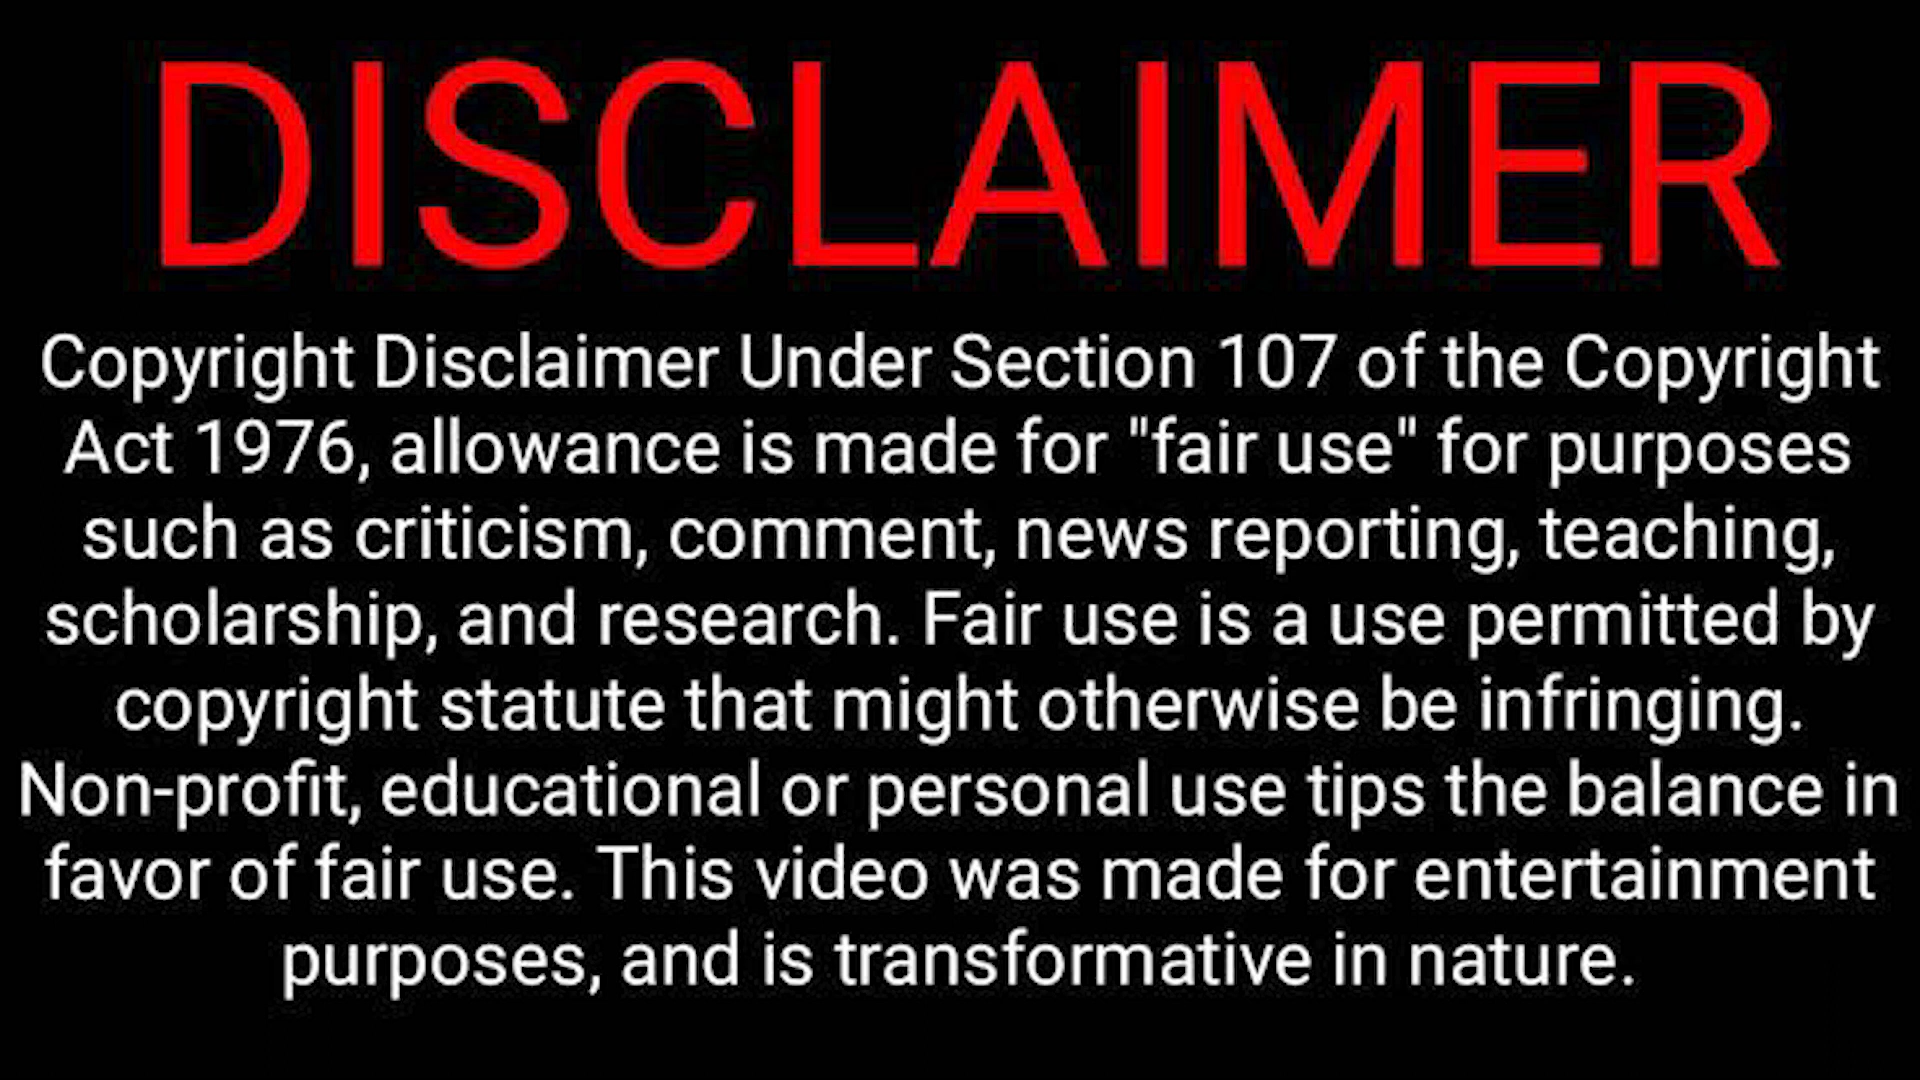 DISCLAIMER
Copyright Disclaimer Under Section 107 of the Copyright
Act 1976, allowance is made for "fair use" for purposes
such as criticism, comment, news reporting, teaching,
scholarship, and research. Fair use is a use permitted by
copyright statute that might otherwise be infringing.
Non-profit, educational or personal use tips the balance in
favor of fair use. This video was made for entertainment
purposes, and is transformative in nature.